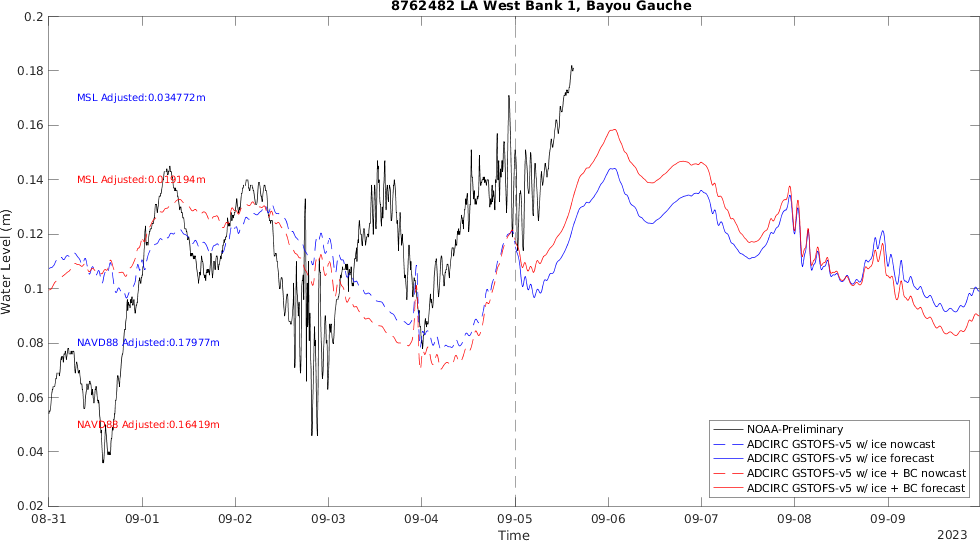 8762482 LA West Bank 1, Bayou Gauche
0.2
0.18
0.16
0.14
0.12
0.1
0.08
0.06
0.04
0.02
Water Level (m)
MSL Adjusted:0.034772m
MSL Adjusted:0.019194m
NAVD88 Adjusted:0.17977m
NAVD88 Adjusted:0.16419m
NOAA-Preliminary
ADCIRC GSTOFS-v5 w/ ice nowcast
ADCIRC GSTOFS-v5 w/ ice forecast
ADCIRC GSTOFS-v5 w/ ice + BC nowcast
ADCIRC GSTOFS-v5 w/ ice + BC forecast
08-31 09-01 09-02 09-03 09-04 09-05 09-06 09-07 09-08 09-09
Time
2023